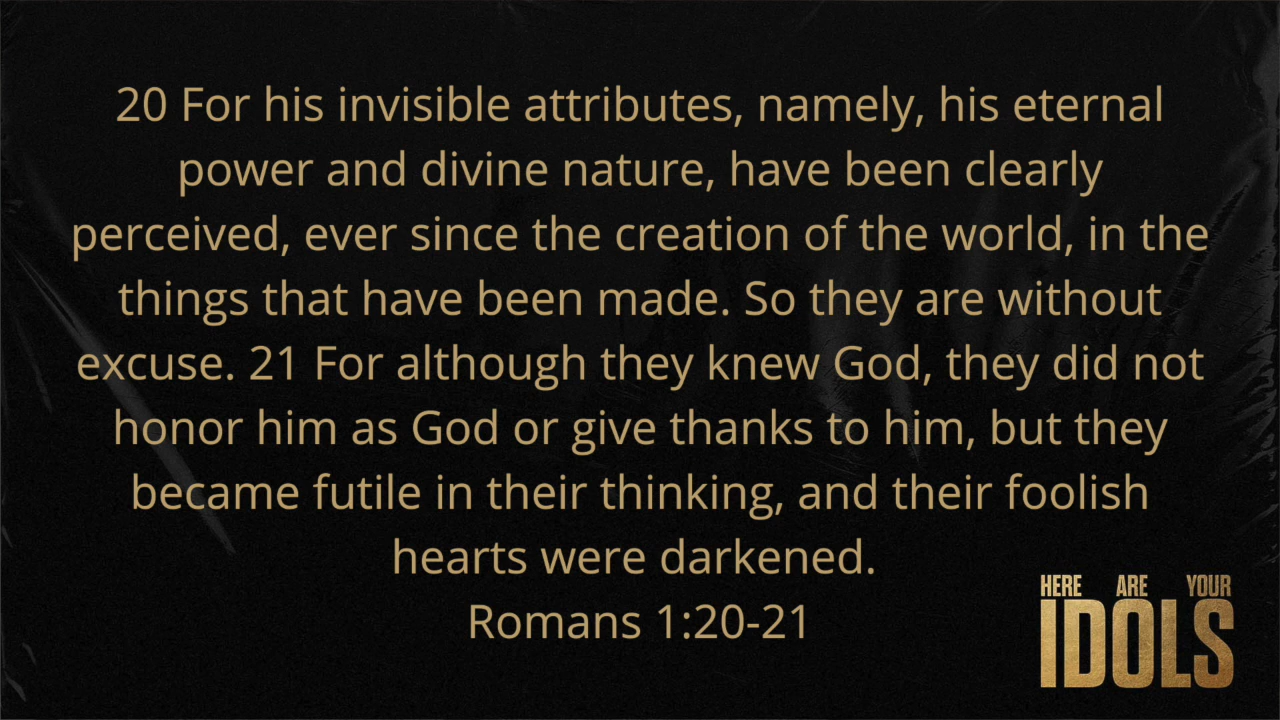 20 For his invisible attributes, namely, his eternal
power and divine nature, have been clearly
perceived, ever since the creation of the world, in the
things that have been made. So they are without
excuse. 21 For although they knew God, they did not
honor him as God or give thanks to him, but they
became futile in their thinking, and their foolish
hearts were darkened.
Romans 1:20-21
HERE ARE YOUR
IDOLS